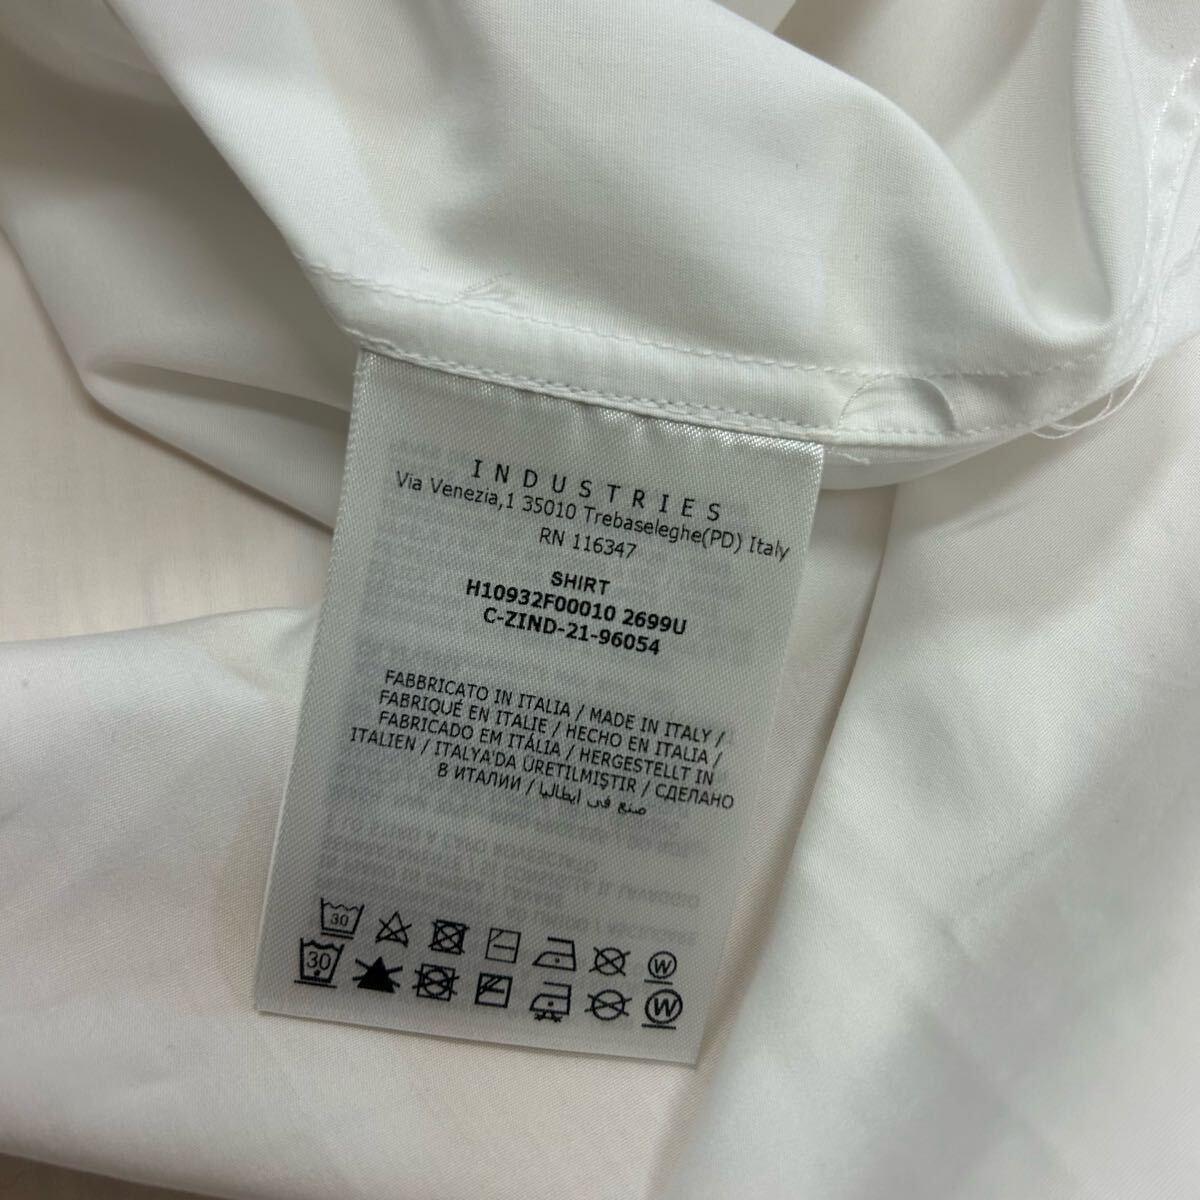 INDUSTRIES
Via Venezia,1 35010 Trebaseleghe(PD) Italy
RN 116347
SHIRT
H10932F00010 2699U
C-ZIND-21-96054
FABBRICATO IN ITALIA / MADE IN ITALY /
FABRIQUÉ EN ITALIE / HECHO EN ITALIA /
FABRICADO EM ITÁLIA / HERGESTELLT IN
ITALIEN / ITALYA'DA ÜRETILMIŞTIR / СДЕЛАНО
В ИТАЛИИ / صنع في ايطاليا
30
W
30
W